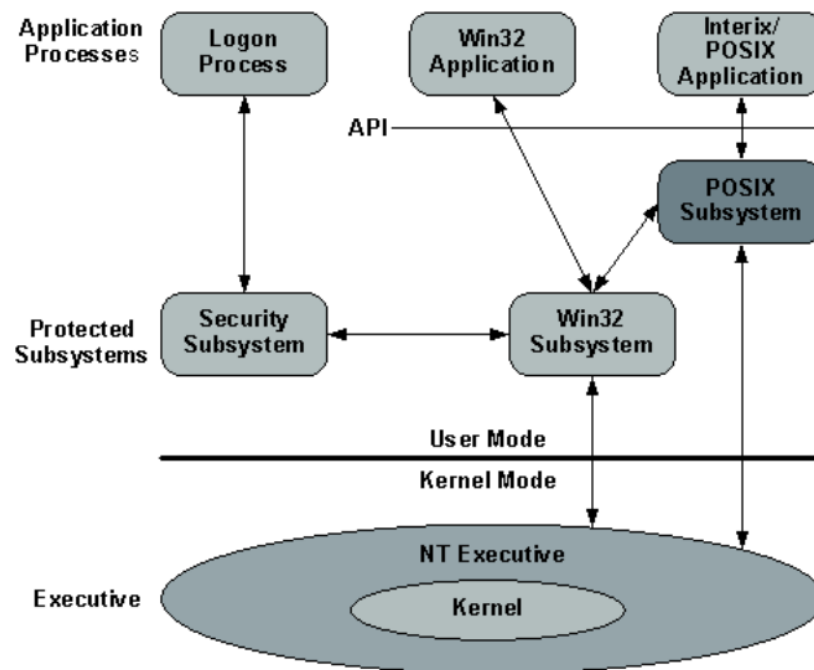 Application
Processes
Logon
Process
Win32
Application
Interix/
POSIX
Application
API
POSIX
Subsystem
Protected
Subsystems
Security
Subsystem
Win32
Subsystem
User Mode
Kernel Mode
NT Executive
Executive
Kernel